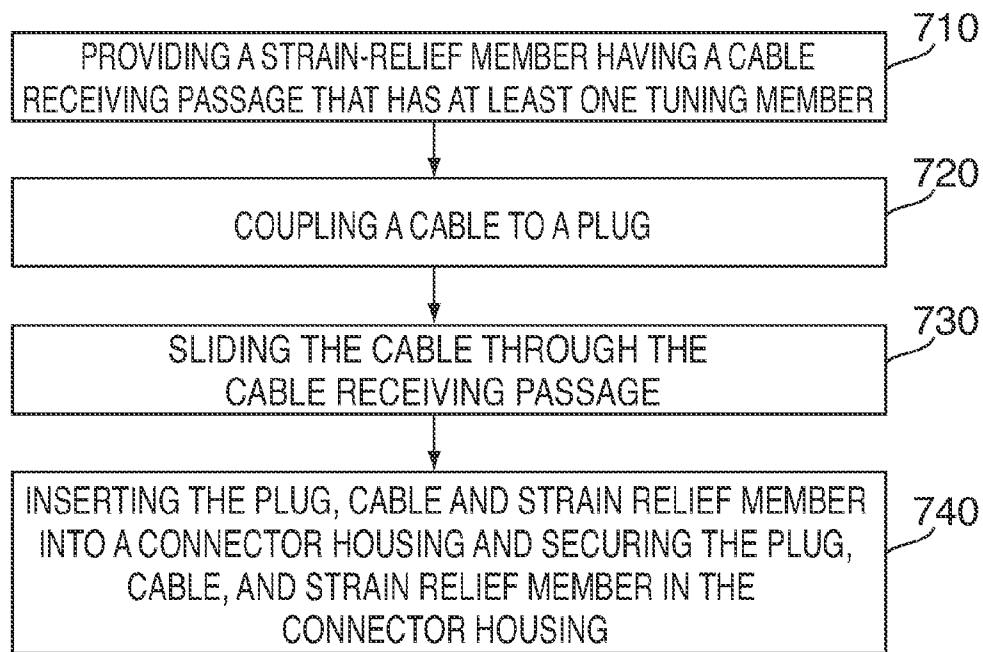 710
PROVIDING A STRAIN-RELIEF MEMBER HAVING A CABLE
RECEIVING PASSAGE THAT HAS AT LEAST ONE TUNING MEMBER
720
COUPLING A CABLE TO A PLUG
730
SLIDING THE CABLE THROUGH THE
CABLE RECEIVING PASSAGE
740
INSERTING THE PLUG, CABLE AND STRAIN RELIEF MEMBER
INTO A CONNECTOR HOUSING AND SECURING THE PLUG,
CABLE, AND STRAIN RELIEF MEMBER IN THE
CONNECTOR HOUSING